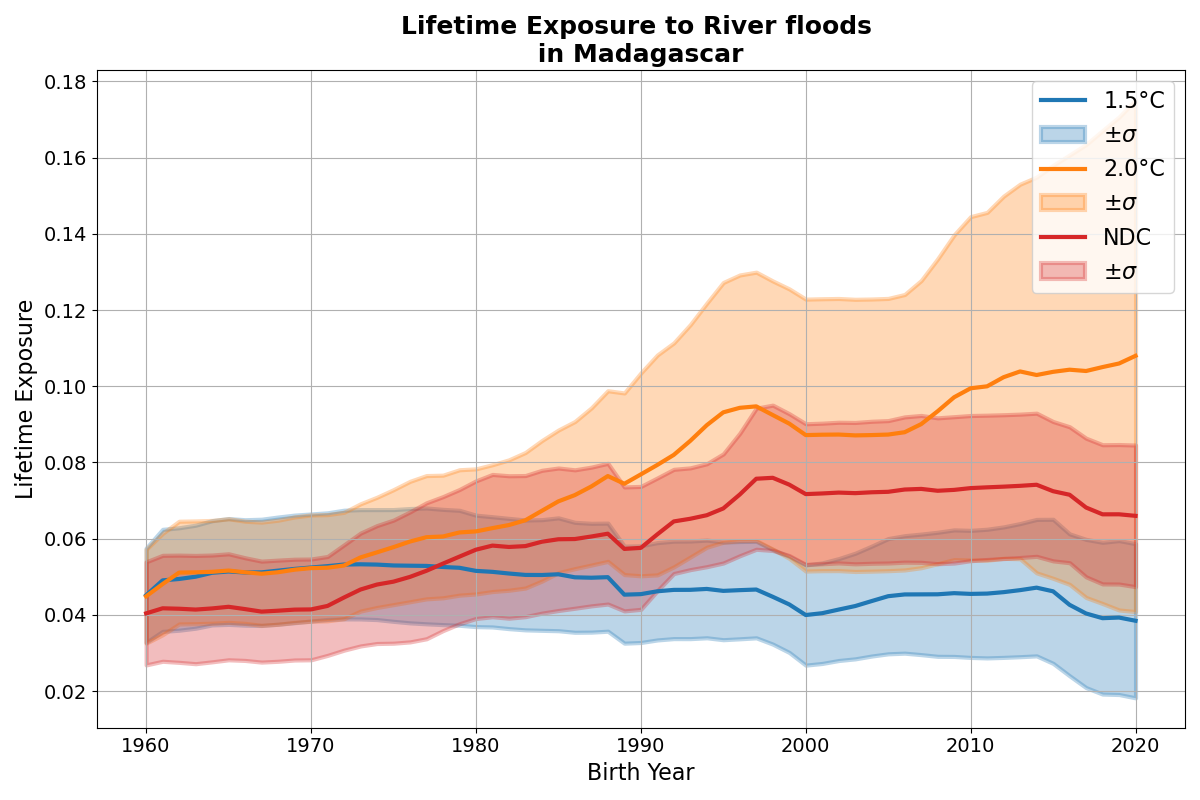 Lifetime Exposure to River floods
in Madagascar
0.18
0.16
0.14
0.12
0.10
0.08
0.06
0.04
0.02
Lifetime Exposure
1.5°C
±σ
2.0°C
±σ
NDC
±σ
1960 1970 1980 1990 2000 2010 2020
Birth Year